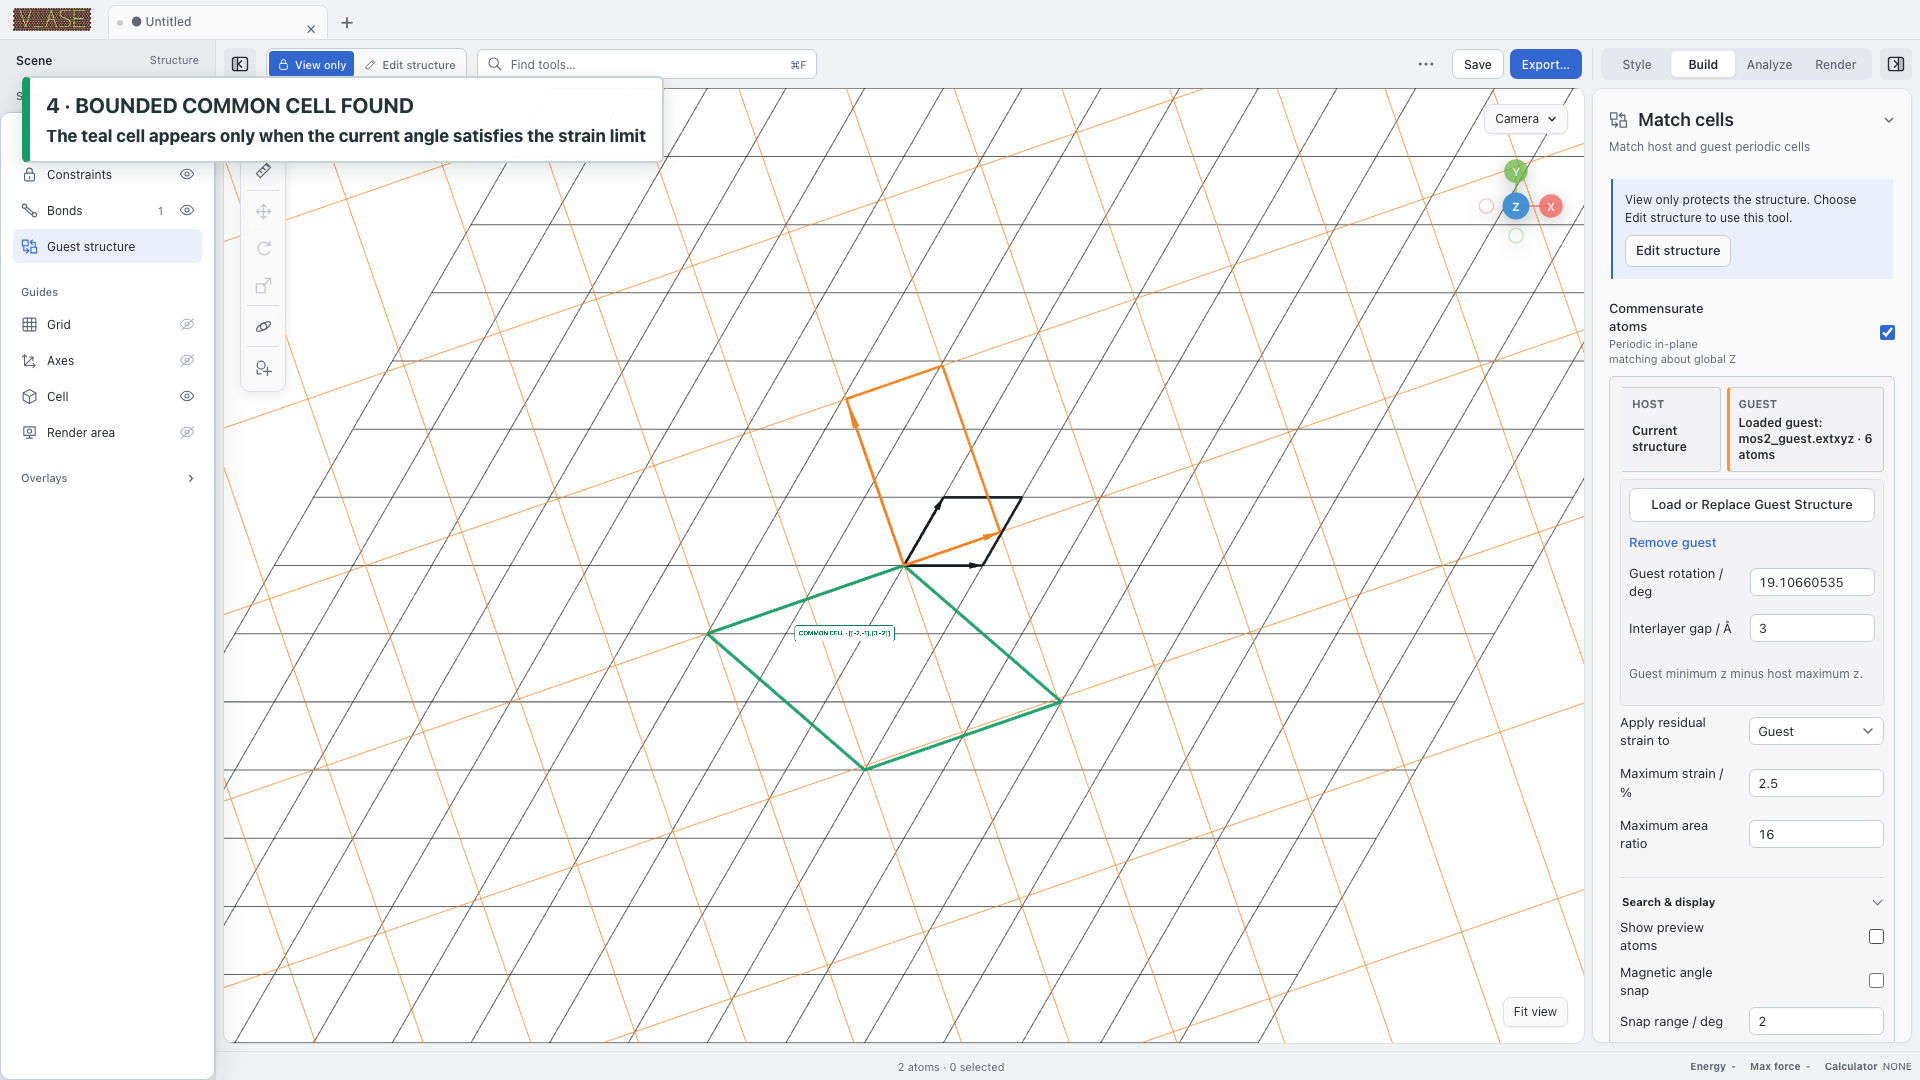 V_ASE
Untitled
Scene
Structure
View only
Edit structure
Find tools...
⌘F
Save
Export...
Style
Build
Analyze
Render
4 · BOUNDED COMMON CELL FOUND
The teal cell appears only when the current angle satisfies the strain limit
Constraints
Bonds
1
Guest structure
Guides
Grid
Axes
Cell
Render area
Overlays
Camera
Y
Z
X
Fit view
Match cells
Match host and guest periodic cells
View only protects the structure. Choose
Edit structure to use this tool.
Edit structure
Commensurate
atoms
Periodic in-plane
matching about global Z
HOST
Current
structure
GUEST
Loaded guest:
mos2_guest.extxyz · 6
atoms
Load or Replace Guest Structure
Remove guest
Guest rotation /
deg
19.10660535
Interlayer gap / Å
3
Guest minimum z minus host maximum z.
Apply residual
strain to
Guest
Maximum strain /
%
2.5
Maximum area
ratio
16
Search & display
Show preview
atoms
Magnetic angle
snap
Snap range / deg
2
2 atoms · 0 selected
Energy -
Max force -
Calculator NONE